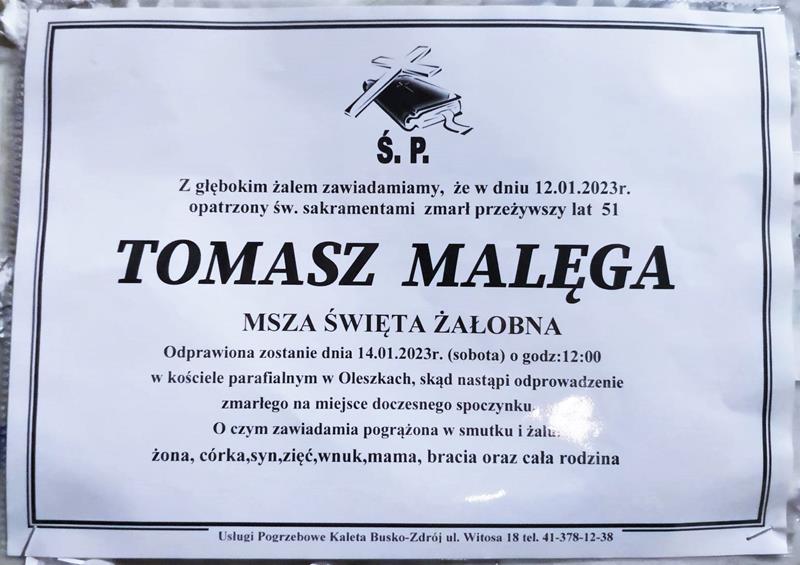 Ś. P.
Z głębokim żalem zawiadamiamy, że w dniu 12.01.2023r.
opatrzony św. sakramentami zmarł przeżywszy lat 51
TOMASZ MALĘGA
MSZA ŚWIĘTA ŻAŁOBNA
Odprawiona zostanie dnia 14.01.2023r. (sobota) o godz:12:00
w kościele parafialnym w Oleszkach, skąd nastąpi odprowadzenie
zmarłego na miejsce doczesnego spoczynku.
O czym zawiadamia pogrążona w smutku i żalu:
żona, córka,syn,zięć,wnuk,mama, bracia oraz cała rodzina
Usługi Pogrzebowe Kaleta Busko-Zdrój ul. Witosa 18 tel. 41-378-12-38